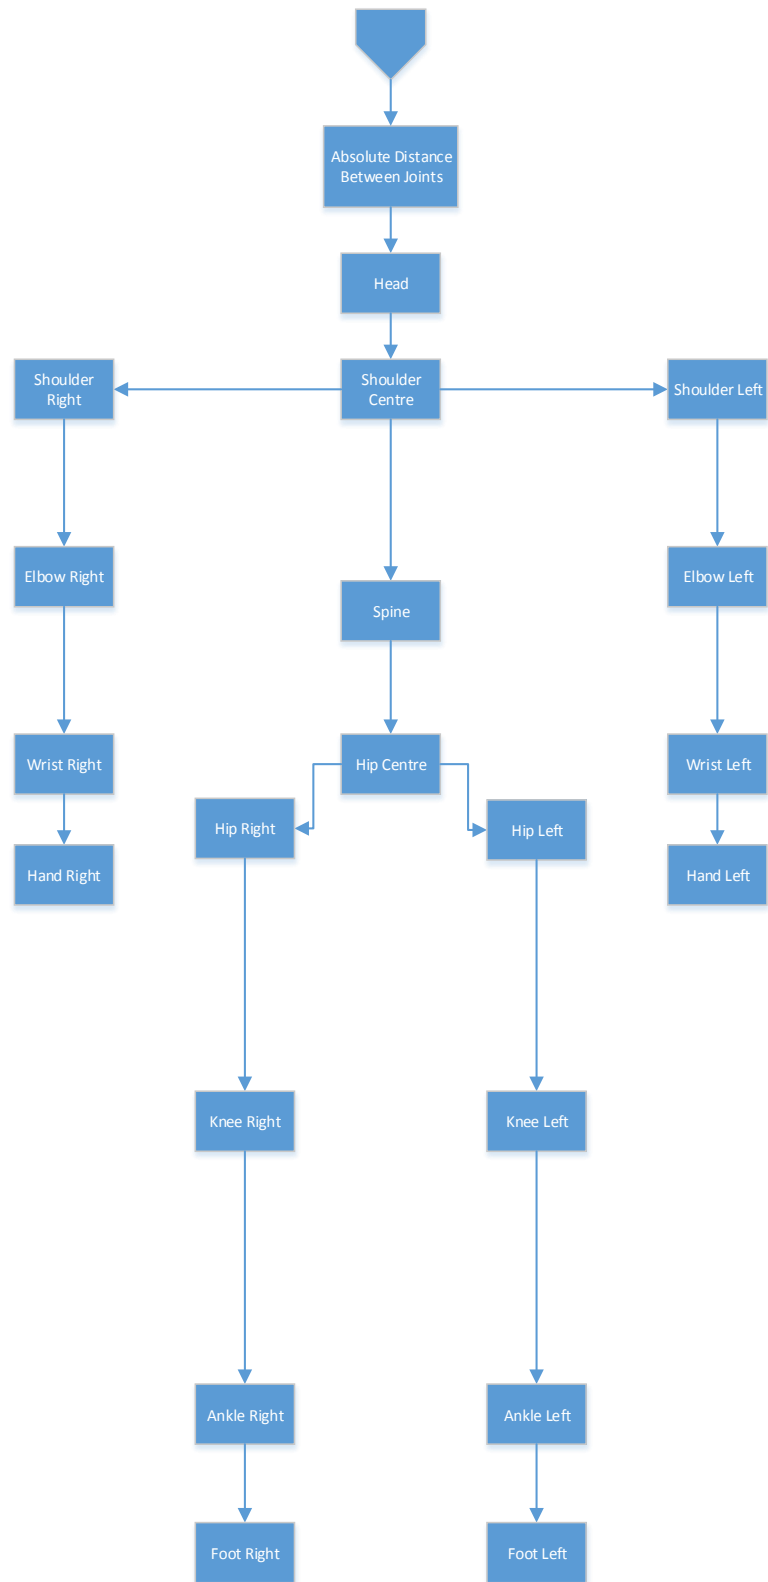 Absolute Distance
Between Joints
Head
Shoulder
Right
Shoulder
Centre
Shoulder Left
Elbow Right
Elbow Left
Spine
Wrist Right
Hip Centre
Wrist Left
Hip Right
Hip Left
Hand Right
Hand Left
Knee Right
Knee Left
Ankle Right
Ankle Left
Foot Right
Foot Left